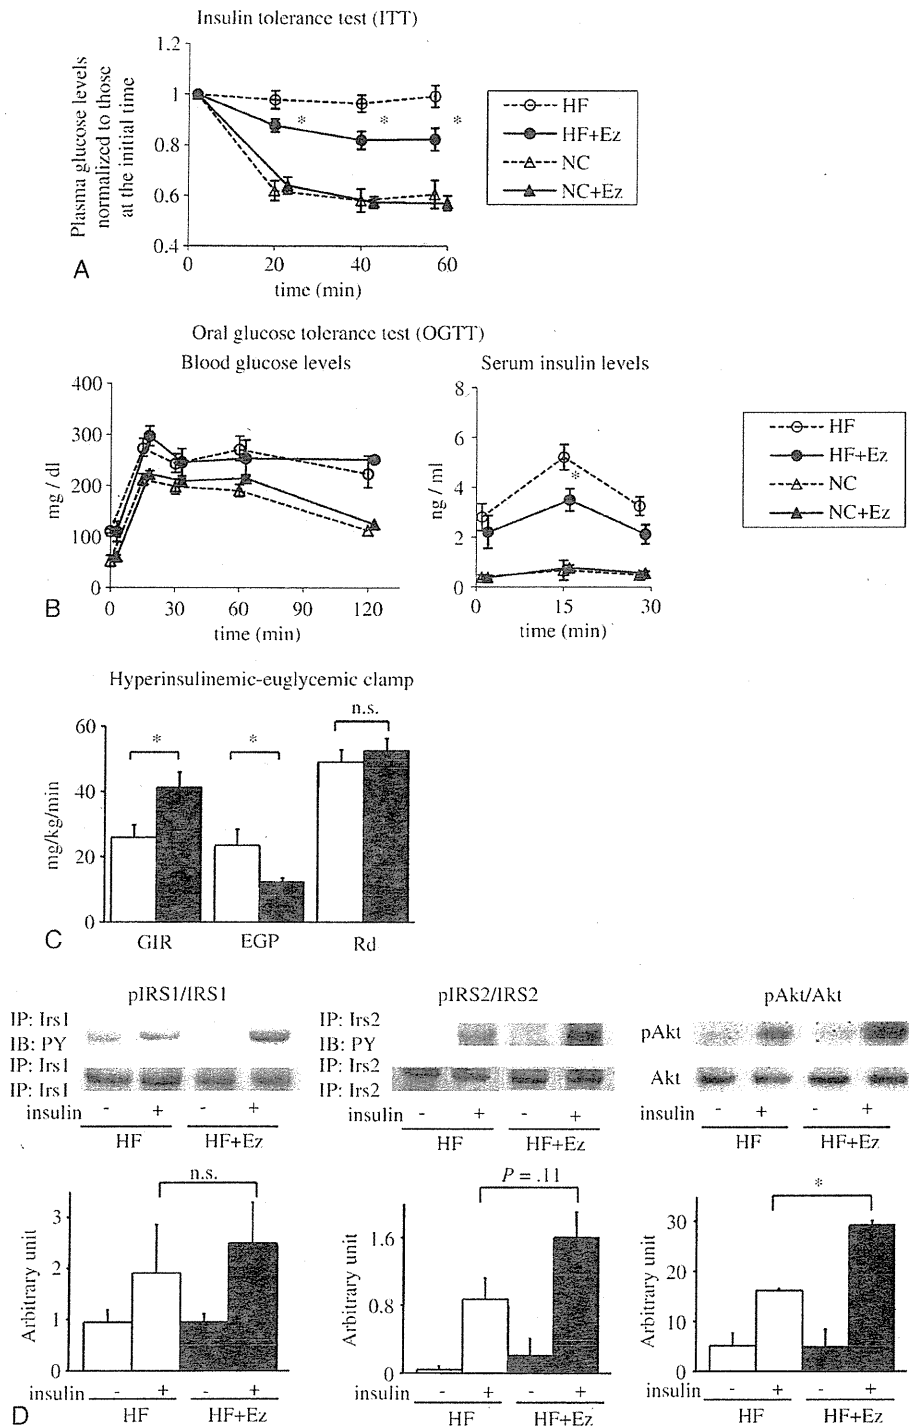 Insulin tolerance test (ITT)
Plasma glucose levels
normalized to those
at the initial time
1.2
1
0.8
0.6
0.4
*
*
*
0
20
40
60
time (min)
HF
HF+Ez
NC
NC+Ez
A
Oral glucose tolerance test (OGTT)
Blood glucose levels
mg / dl
400
300
200
100
0
0
30
60
90
120
time (min)
Serum insulin levels
ng / ml
8
6
4
2
0
*
0
15
30
time (min)
HF
HF+Ez
NC
NC+Ez
B
Hyperinsulinemic-euglycemic clamp
mg/kg/min
60
40
20
0
*
*
n.s.
GIR
EGP
Rd
C
pIRS1/IRS1
IP: Irs1
IB: PY
IP: Irs1
IP: Irs1
insulin - + - +
HF HF+Ez
pIRS2/IRS2
IP: Irs2
IB: PY
IP: Irs2
IP: Irs2
insulin - + - +
HF HF+Ez
pAkt/Akt
pAkt
Akt
insulin - + - +
HF HF+Ez
n.s.
Arbitrary unit
3
2
1
0
insulin - + - +
HF HF+Ez
P = .11
Arbitrary unit
1.6
0.8
0
insulin - + - +
HF HF+Ez
*
Arbitrary unit
30
20
10
0
insulin - + - +
HF HF+Ez
D